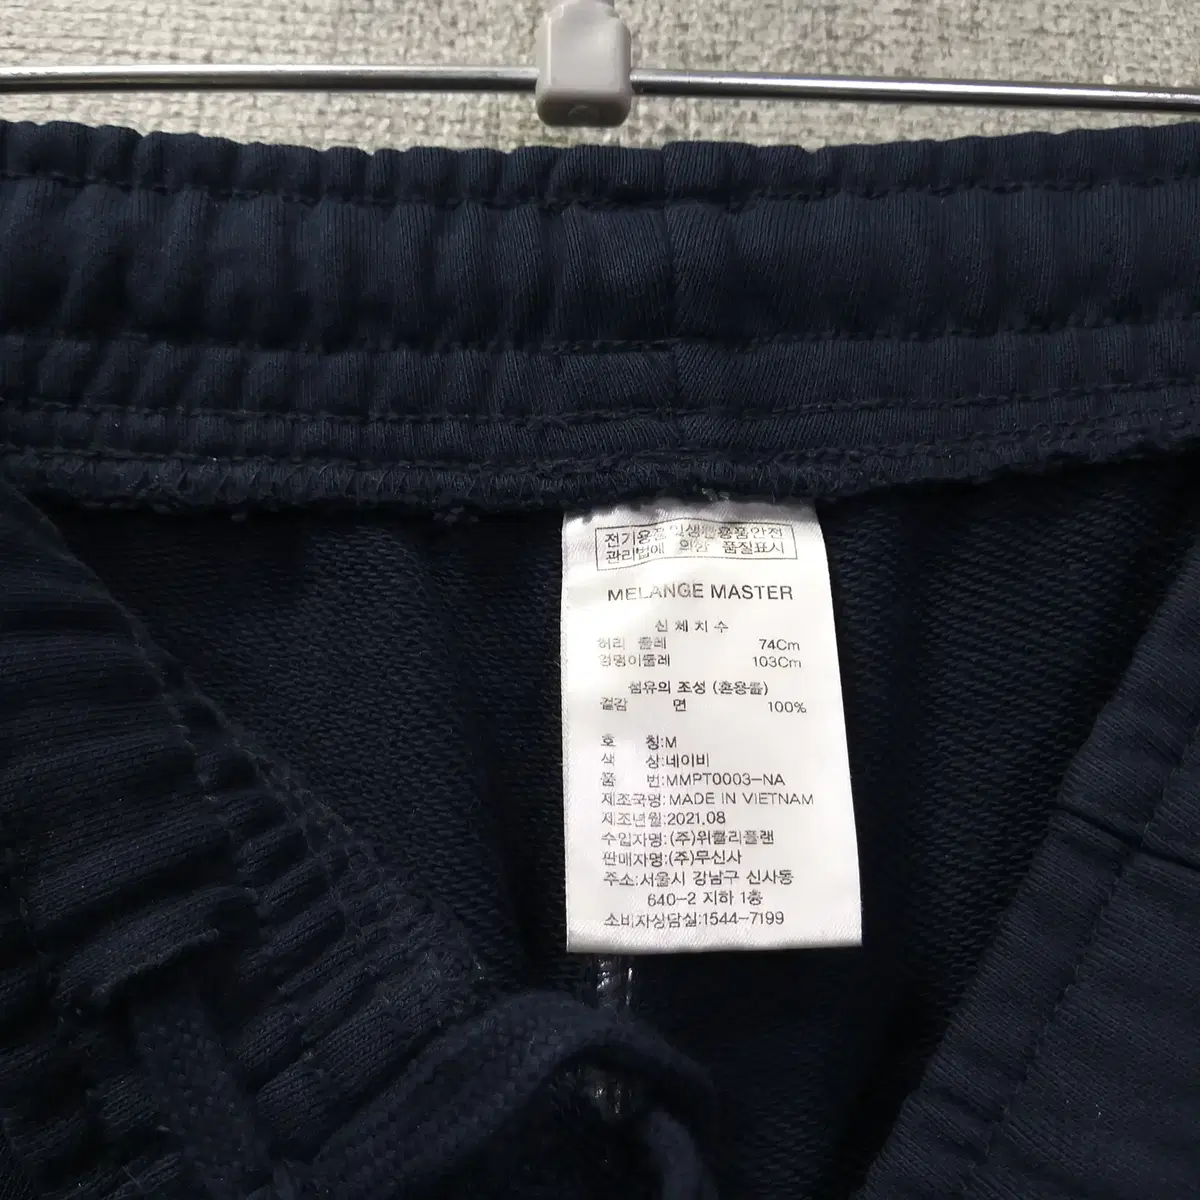 전기용품및생활용품안전
관리법에 의한 품질표시
MELANGE MASTER
신체치수
허리 둘레 74Cm
엉덩이둘레 103Cm
섬유의 조성 (혼용률)
겉감 면 100%
호 칭:M
색 상:네이비
품 번:MMPT0003-NA
제조국명:MADE IN VIETNAM
제조년월:2021.08
수입자명:(주)위클리플랜
판매자명:(주)무신사
주소:서울시 강남구 신사동
640-2 지하 1층
소비자상담실:1544-7199